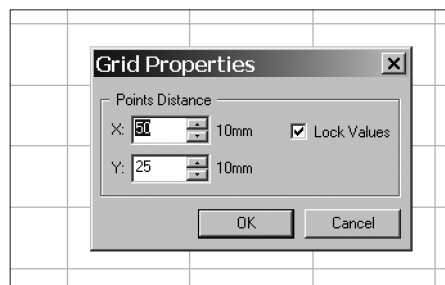 Grid Properties
Points Distance
X: 50 10mm Lock Values
Y: 25 10mm
OK Cancel